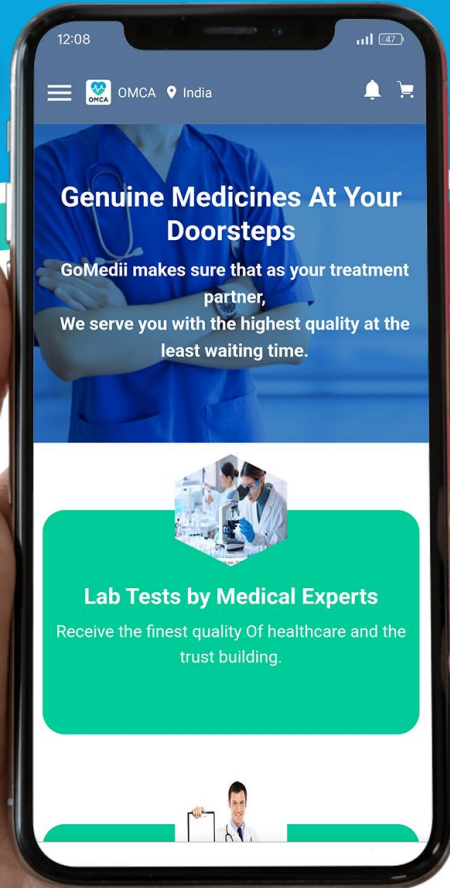 12:08
47
OMCA
OMCA
India
Genuine Medicines At Your
Doorsteps
GoMedii makes sure that as your treatment
partner,
We serve you with the highest quality at the
least waiting time.
Lab Tests by Medical Experts
Receive the finest quality Of healthcare and the
trust building.